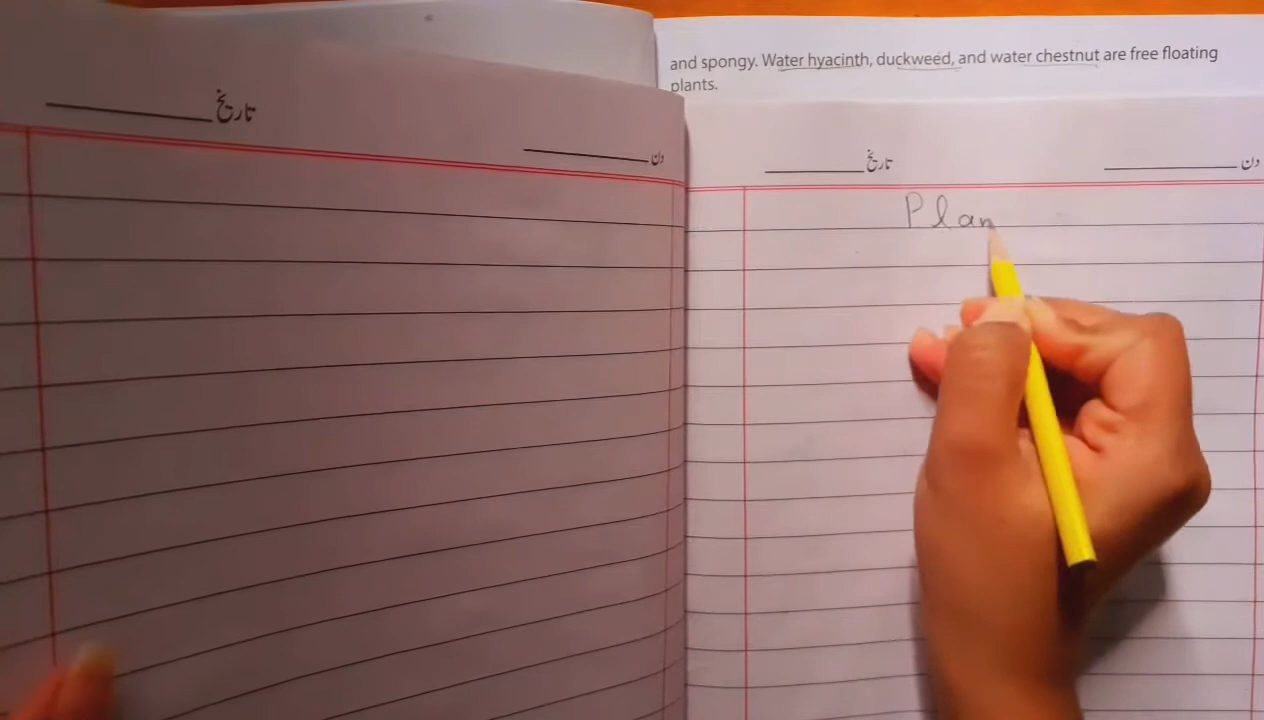 and spongy. Water hyacinth, duckweed, and water chestnut are free floating
plants.
تاریخ
دن
تاریخ
دن
Plan